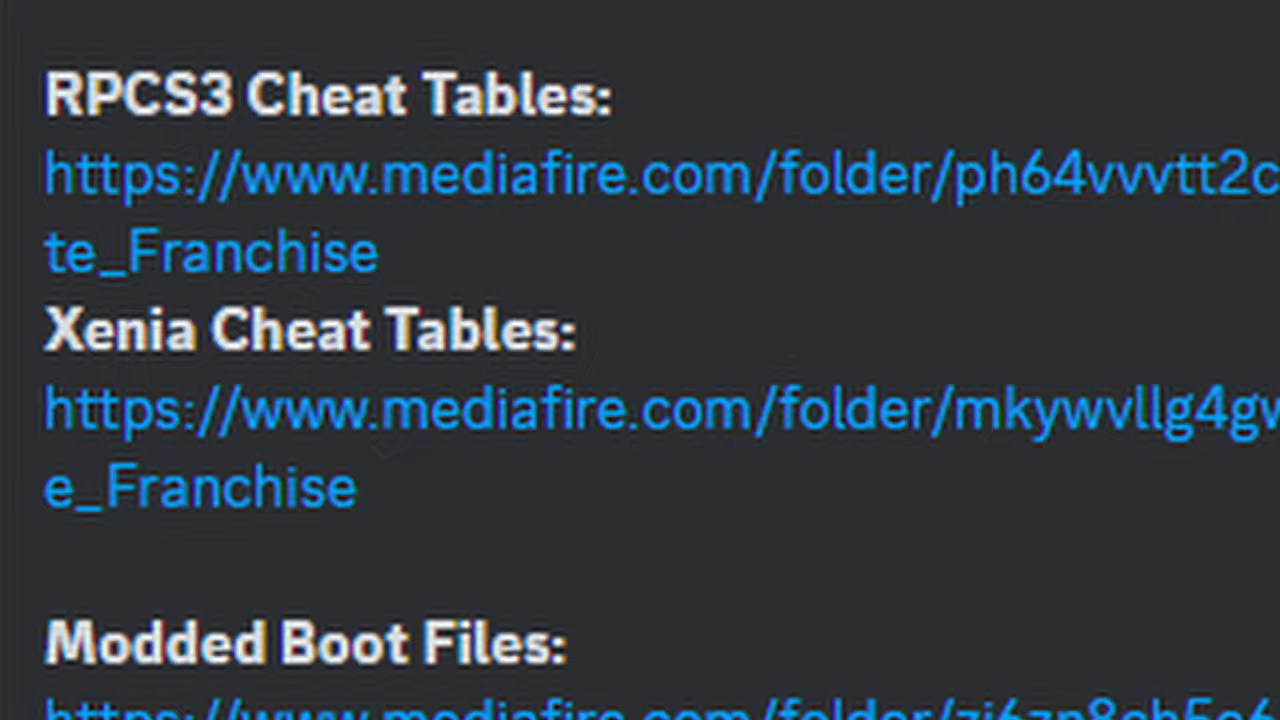 RPCS3 Cheat Tables:
https://www.mediafire.com/folder/ph64vvvtt2c
te_Franchise
Xenia Cheat Tables:
https://www.mediafire.com/folder/mkywvllg4gw
e_Franchise
Modded Boot Files: